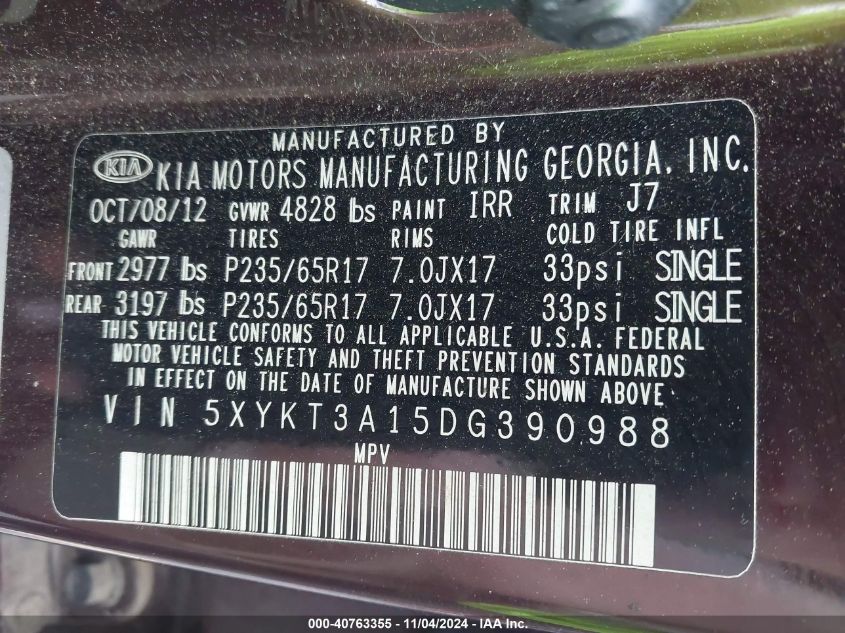 MANUFACTURED BY
KIA KIA MOTORS MANUFACTURING GEORGIA, INC.
OCT/08/12 GVWR 4828 lbs PAINT IRR TRIM J7
GAWR TIRES RIMS COLD TIRE INFL
FRONT 2977 lbs P235/65R17 7.0JX17 33psi SINGLE
REAR 3197 lbs P235/65R17 7.0JX17 33psi SINGLE
THIS VEHICLE CONFORMS TO ALL APPLICABLE U.S.A. FEDERAL
MOTOR VEHICLE SAFETY AND THEFT PREVENTION STANDARDS
IN EFFECT ON THE DATE OF MANUFACTURE SHOWN ABOVE.
VIN 5XYKT3A15DG390988
MPV
000-40763355 - 11/04/2024 - IAA Inc.